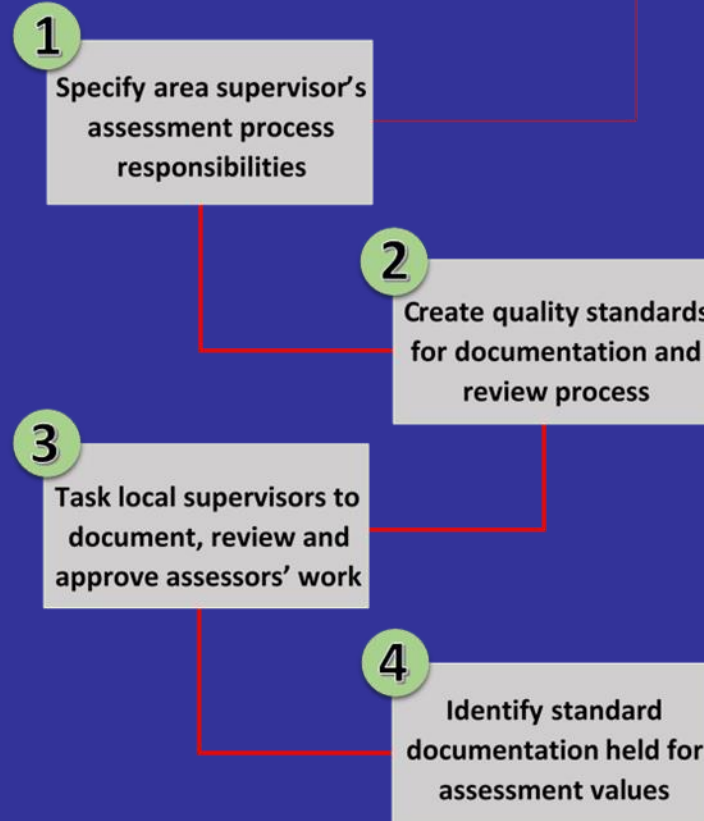 1
Specify area supervisor's
assessment process
responsibilities
2
Create quality standards
for documentation and
review process
3
Task local supervisors to
document, review and
approve assessors' work
4
Identify standard
documentation held for
assessment values